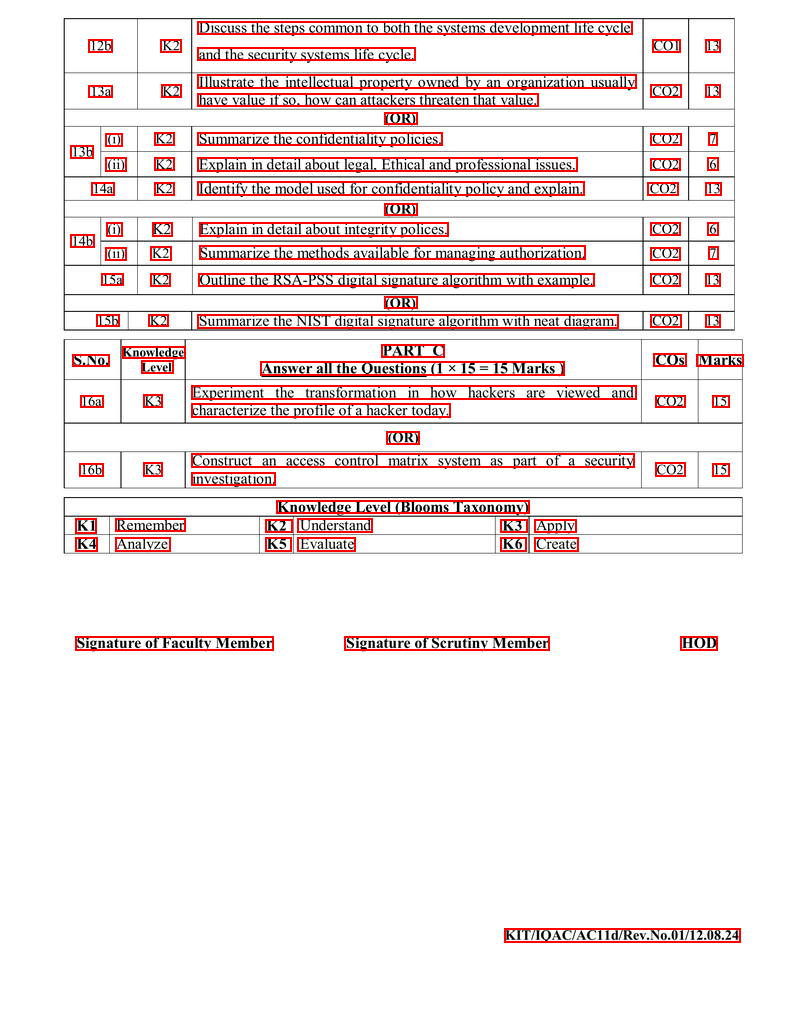 12b K2 Discuss the steps common to both the systems development life cycle CO1 13
and the security systems life cycle.
13a K2 Illustrate the intellectual property owned by an organization usually CO2 13
have value if so, how can attackers threaten that value.
(OR)
13b (i) K2 Summarize the confidentiality policies. CO2 7
(ii) K2 Explain in detail about legal, Ethical and professional issues. CO2 6
14a K2 Identify the model used for confidentiality policy and explain. CO2 13
(OR)
14b (i) K2 Explain in detail about integrity polices. CO2 6
(ii) K2 Summarize the methods available for managing authorization. CO2 7
15a K2 Outline the RSA-PSS digital signature algorithm with example. CO2 13
(OR)
15b K2 Summarize the NIST digital signature algorithm with neat diagram. CO2 13
S.No. Knowledge Level PART C COs Marks
Answer all the Questions (1 × 15 = 15 Marks )
16a K3 Experiment the transformation in how hackers are viewed and CO2 15
characterize the profile of a hacker today.
(OR)
16b K3 Construct an access control matrix system as part of a security CO2 15
investigation.
Knowledge Level (Blooms Taxonomy)
K1 Remember K2 Understand K3 Apply
K4 Analyze K5 Evaluate K6 Create
Signature of Faculty Member Signature of Scrutiny Member HOD
KIT/IQAC/AC11d/Rev.No.01/12.08.24